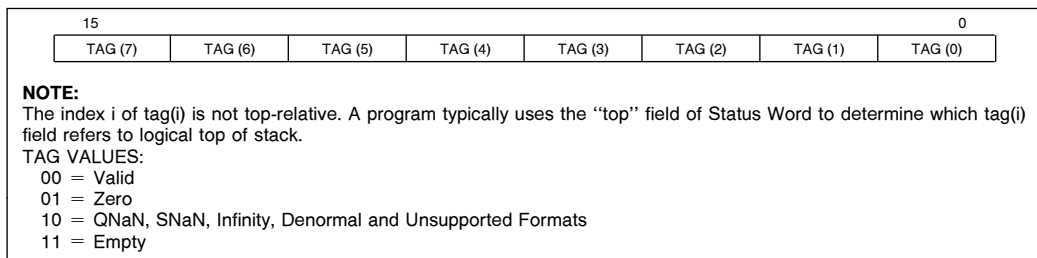 15 0
TAG (7) TAG (6) TAG (5) TAG (4) TAG (3) TAG (2) TAG (1) TAG (0)
NOTE:
The index i of tag(i) is not top-relative. A program typically uses the ‘‘top’’ field of Status Word to determine which tag(i)
field refers to logical top of stack.
TAG VALUES:
00 = Valid
01 = Zero
10 = QNaN, SNaN, Infinity, Denormal and Unsupported Formats
11 = Empty